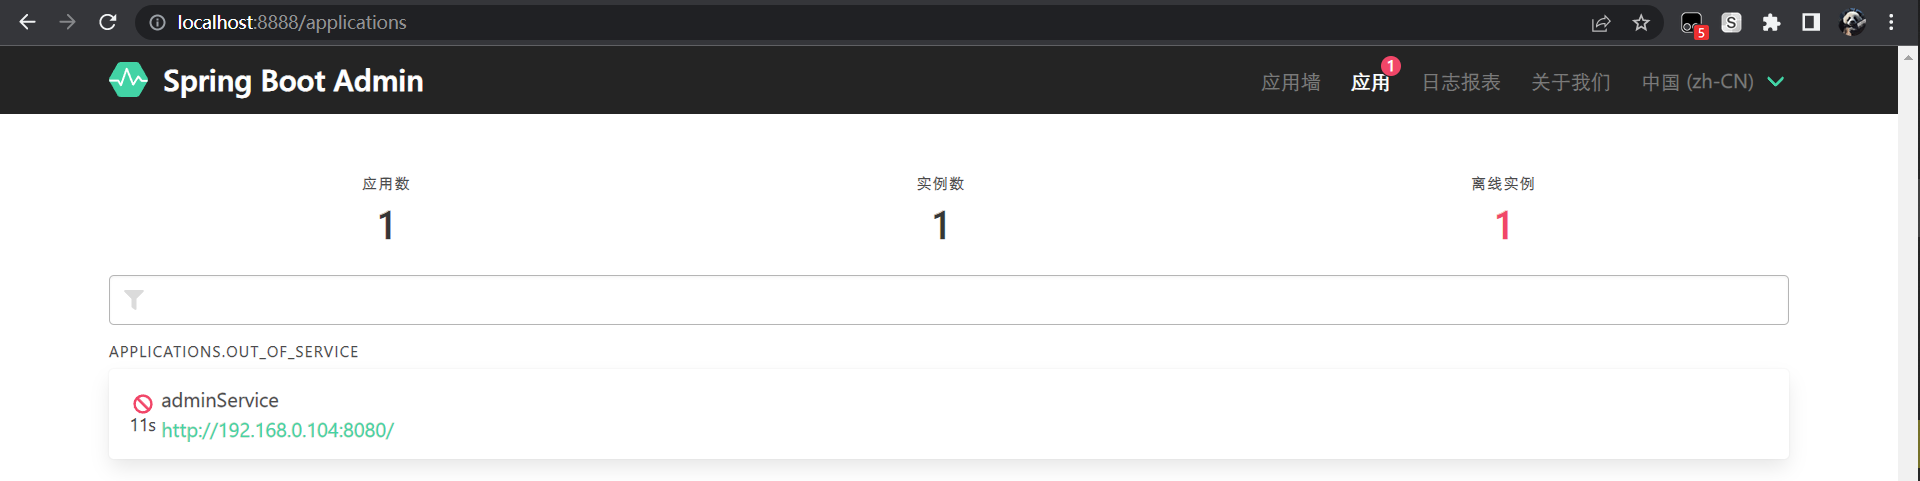 localhost:8888/applications
5
S
Spring Boot Admin
应用墙
应用
1
日志报表
关于我们
中国 (zh-CN)
应用数
实例数
离线实例
1
1
1
APPLICATIONS.OUT_OF_SERVICE
adminService
11s http://192.168.0.104:8080/